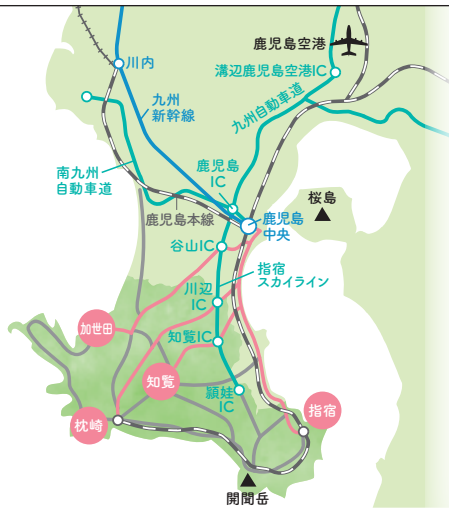 鹿児島空港
川内
溝辺鹿児島空港IC
九州
新幹線
九州自動車道
南九州
自動車道
鹿児島
IC
桜島
鹿児島本線
鹿児島
中央
谷山IC
指宿
スカイライン
川辺
IC
加世田
知覧IC
知覧
頴娃
IC
指宿
枕崎
開聞岳